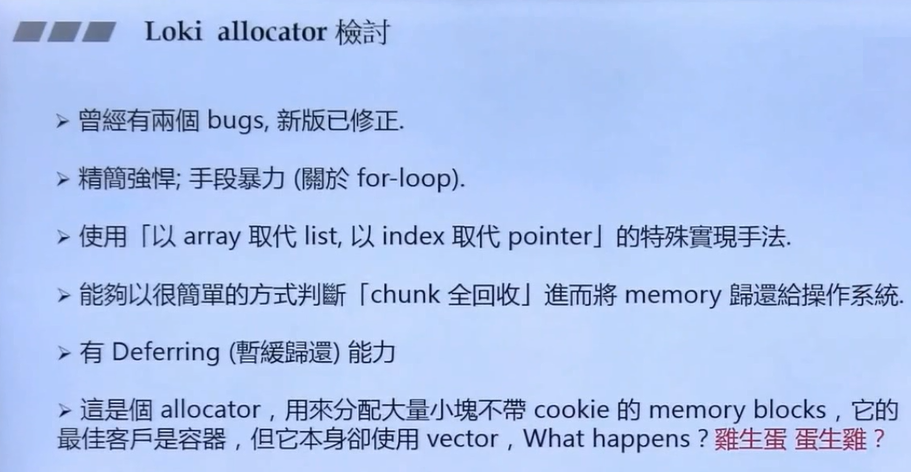 Loki allocator 檢討
➢ 曾經有兩個 bugs, 新版已修正.
➢ 精簡強悍; 手段暴力 (關於 for-loop).
➢ 使用「以 array 取代 list, 以 index 取代 pointer」的特殊實現手法.
➢ 能夠以很簡單的方式判斷「chunk 全回收」進而將 memory 歸還給操作系統.
➢ 有 Deferring (暫緩歸還) 能力
➢ 這是個 allocator，用來分配大量小塊不帶 cookie 的 memory blocks，它的
最佳客戶是容器，但它本身卻使用 vector，What happens？雞生蛋 蛋生雞？